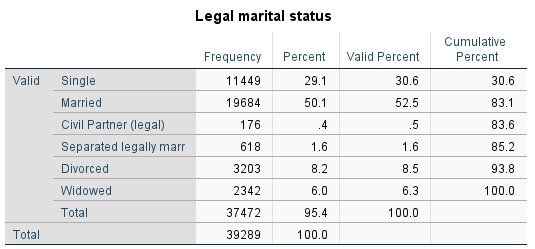 Legal marital status
Frequency Percent Valid Percent Cumulative Percent
Valid Single 11449 29.1 30.6 30.6
Married 19684 50.1 52.5 83.1
Civil Partner (legal) 176 .4 .5 83.6
Separated legally marr 618 1.6 1.6 85.2
Divorced 3203 8.2 8.5 93.8
Widowed 2342 6.0 6.3 100.0
Total 37472 95.4 100.0
Total 39289 100.0